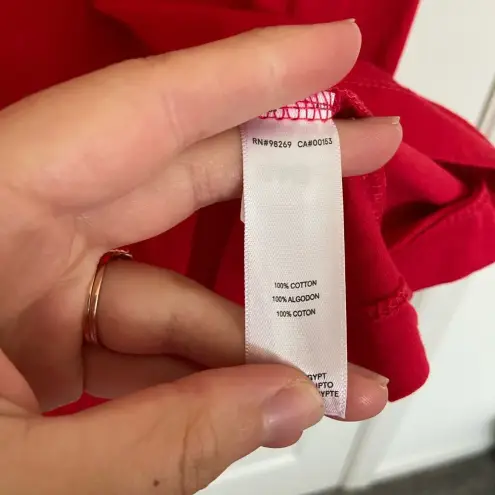 RN#98269 CA#00153
100% COTTON
100% ALGODON
100% COTON